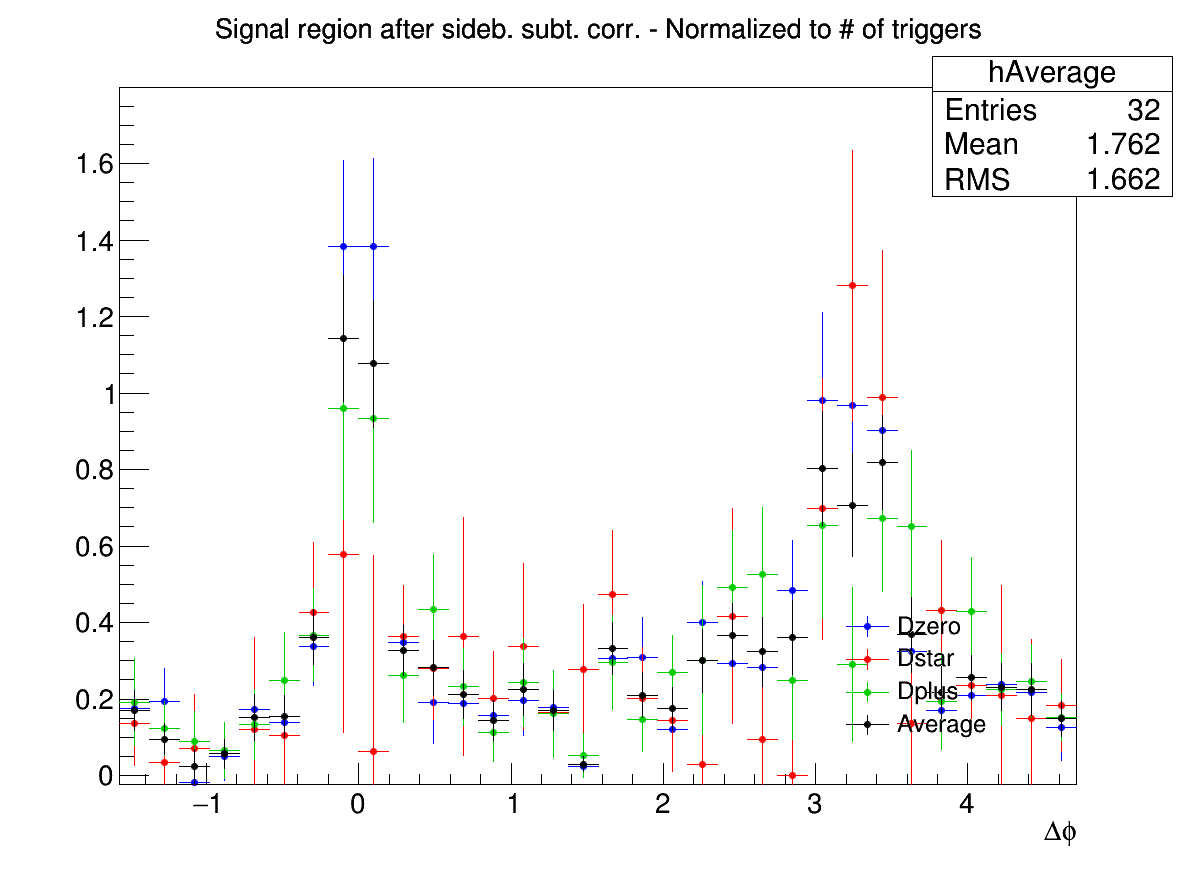 Signal region after sideb. subt. corr. - Normalized to # of triggers
hAverage
Entries 32
Mean 1.762
RMS 1.662
1.6
1.4
1.2
1
0.8
0.6
0.4
0.2
0
Dzero
Dstar
Dplus
Average
−1 0 1 2 3 4
Δϕ